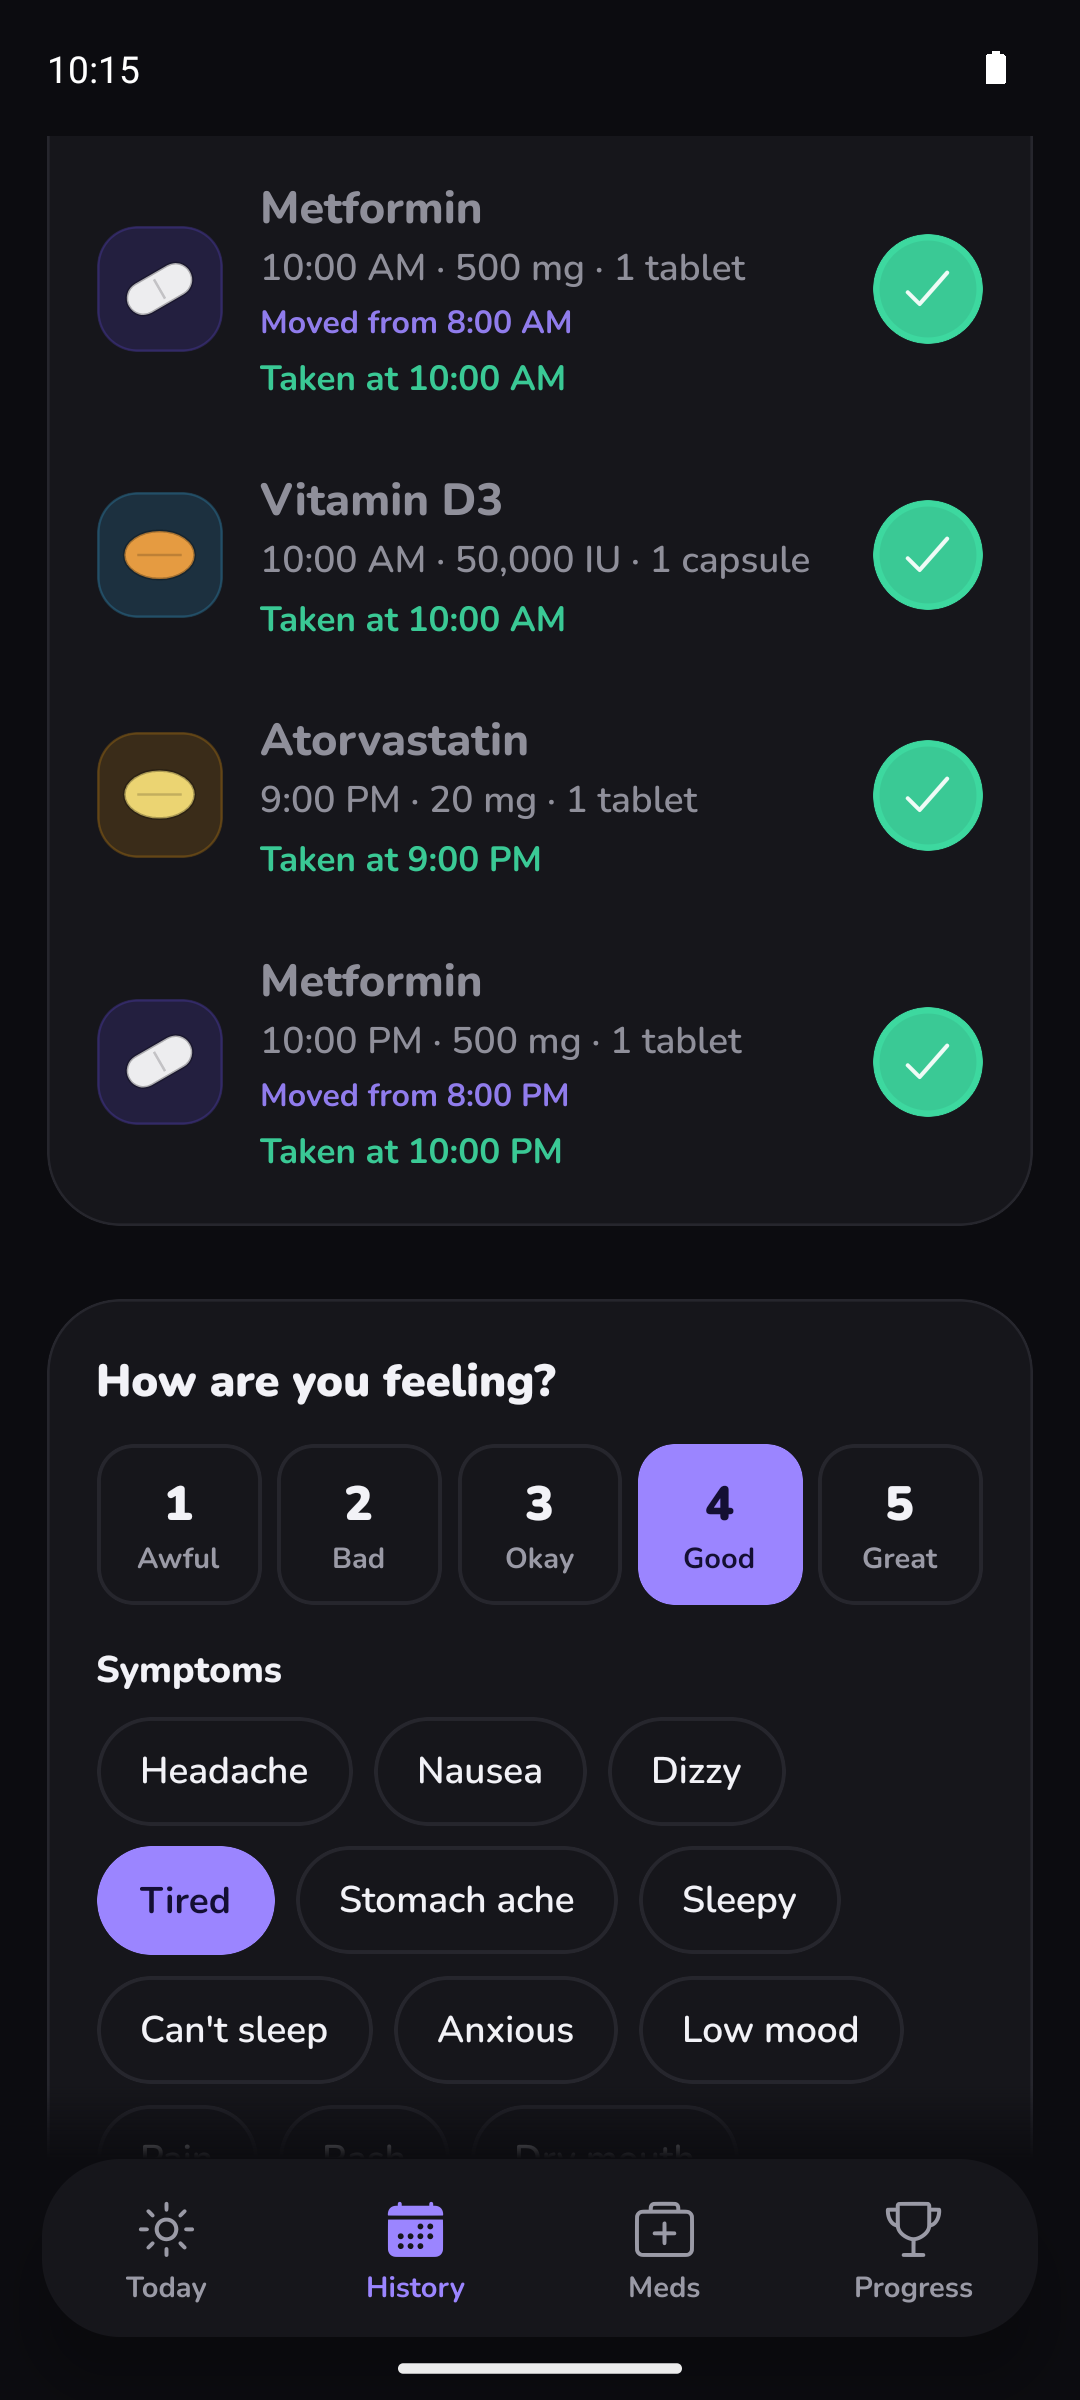 10:15
Metformin
10:00 AM · 500 mg · 1 tablet
Moved from 8:00 AM
Taken at 10:00 AM
Vitamin D3
10:00 AM · 50,000 IU · 1 capsule
Taken at 10:00 AM
Atorvastatin
9:00 PM · 20 mg · 1 tablet
Taken at 9:00 PM
Metformin
10:00 PM · 500 mg · 1 tablet
Moved from 8:00 PM
Taken at 10:00 PM
How are you feeling?
1 2 3 4 5
Awful Bad Okay Good Great
Symptoms
Headache Nausea Dizzy
Tired Stomach ache Sleepy
Can't sleep Anxious Low mood
Pain Rash Dry mouth
Today History Meds Progress